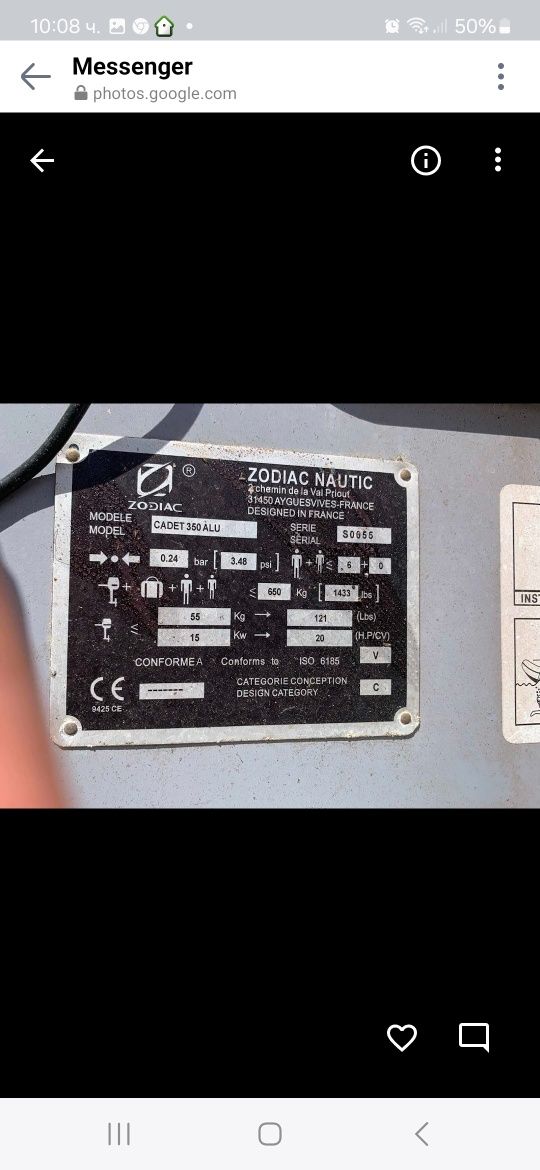 10:08 ч.
50%
Messenger
photos.google.com
ZODIAC
®
ZODIAC NAUTIC
2 chemin de la Val Priout
31450 AYGUESVIVES-FRANCE
DESIGNED IN FRANCE
MODELE
MODEL
CADET 350 ALU
SERIE
SERIAL
S0055
0.24 bar [ 3.48 psi ] + ≤ 6 + 0
+ + + ≤ 650 Kg [ 1433 lbs ]
≤ 55 Kg → 121 (Lbs)
15 Kw → 20 (H.P/CV)
CONFORME A Conforms to ISO 6185 V
CE -------
9425 CE
CATEGORIE CONCEPTION
DESIGN CATEGORY
C
INST